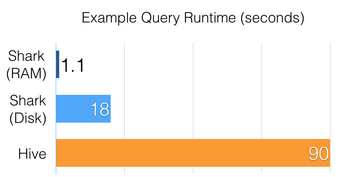 Example Query Runtime (seconds)
Shark
(RAM)
1.1
Shark
(Disk)
18
Hive
90